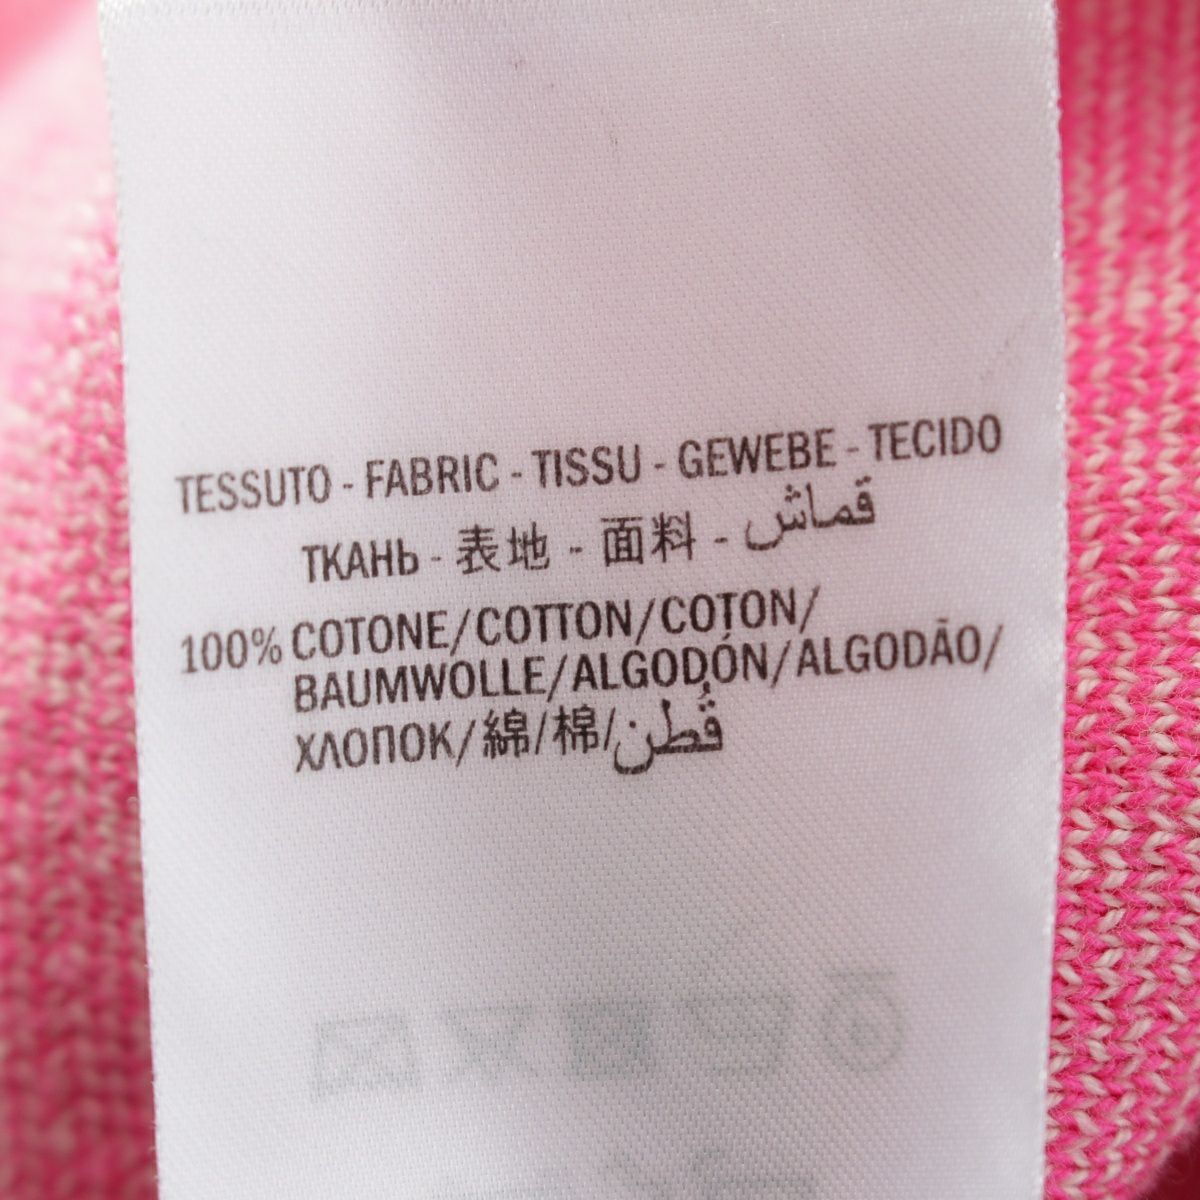 TESSUTO - FABRIC - TISSU - GEWEBE - TECIDO
ТКАНЬ - 表地 - 面料 - قماش
100% COTONE/COTTON/COTON/
BAUMWOLLE/ALGODÓN/ALGODÃO/
ХЛОПОК/綿/棉/قُطن